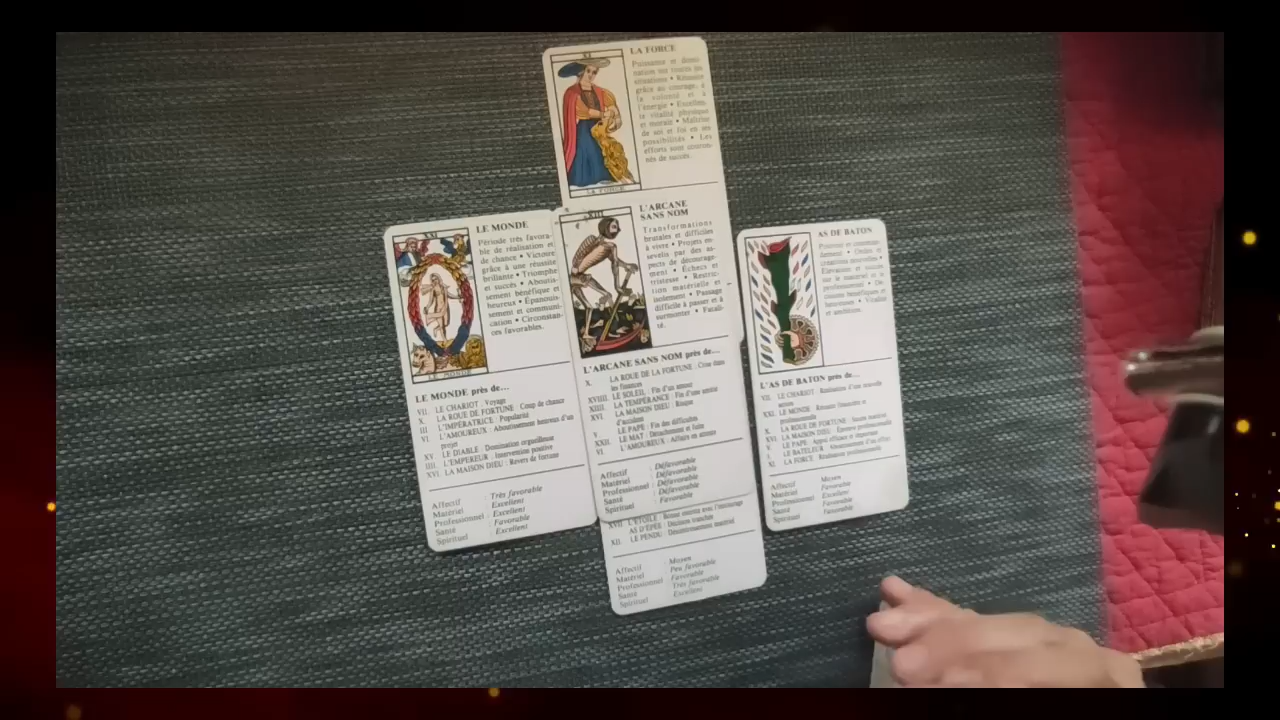 XI
LA FORCE
Puissance et domi-
nation sur toutes les
situations • Réussite
grâce au courage, à
la volonté et à
l'énergie • Excellen-
te vitalité physique
et morale • Maîtrise
de soi et foi en ses
possibilités • Les
efforts sont couron-
nés de succès.
LA FORCE
XXI
LE MONDE
Période très favora-
ble de réalisation et
de chance • Victoire
grâce à une réussite
brillante • Triomphe
et succès • Abouti-
sement bénéfique et
heureux • Épanouis-
sement et communi-
cation • Circonstan-
ces favorables.
LE MONDE
LE MONDE près de...
VII. LE CHARIOT : Voyage
X. LA ROUE DE FORTUNE : Coup de chance
III. L'IMPÉRATRICE : Popularité
VI. L'AMOUREUX : Aboutissement heureux d'un
projet
XV. LE DIABLE : Domination orgueilleuse
IIII. L'EMPEREUR : Intervention positive
XVI. LA MAISON DIEU : Revers de fortune
Affectif : Très favorable
Matériel : Excellent
Professionnel : Excellent
Santé : Favorable
Spirituel : Excellent
XIII
L'ARCANE
SANS NOM
Transformations
brutales et difficiles
à vivre • Projets en-
sevelis par des as-
pects de décourage-
ment • Échecs et
tristesse • Restric-
tion matérielle et
isolement • Passage
difficile à passer et à
surmonter • Fatali-
té.
L'ARCANE SANS NOM près de...
X. LA ROUE DE LA FORTUNE : Crise dans
les finances
XVIIII. LE SOLEIL : Fin d'un amour
XIIII. LA TEMPÉRANCE : Fin d'une amitié
XVI. LA MAISON DIEU : Risque
d'accident
V. LE PAPE : Fin des difficultés
XXII. LE MAT : Détachement et fuite
VI. L'AMOUREUX : Affaire en attente
Affectif : Défavorable
Matériel : Défavorable
Professionnel : Défavorable
Santé : Défavorable
Spirituel : Favorable
AS DE BATON
L'AS DE BATON près de...
VII. LE CHARIOT : Réalisation d'une nouvelle
XXI. LE MONDE : Réussite financière et
professionnelle
X. LA ROUE DE FORTUNE :
XVI. LA MAISON DIEU :
V. LE PAPE : Appui efficace et important
I. LE BATELEUR : Aboutissement d'un effort
XI. LA FORCE : Réalisation professionnelle
Affectif : Moyen
Matériel : Favorable
Professionnel : Excellent
Santé : Favorable
Spirituel : Favorable
XVII. L'ÉTOILE : Bonne entente avec l'entourage
AS D'ÉPÉE : Décision tranchée
XII. LE PENDU : Désintéressement matériel
Affectif : Moyen
Matériel : Peu favorable
Professionnel : Favorable
Santé : Très favorable
Spirituel : Excellent